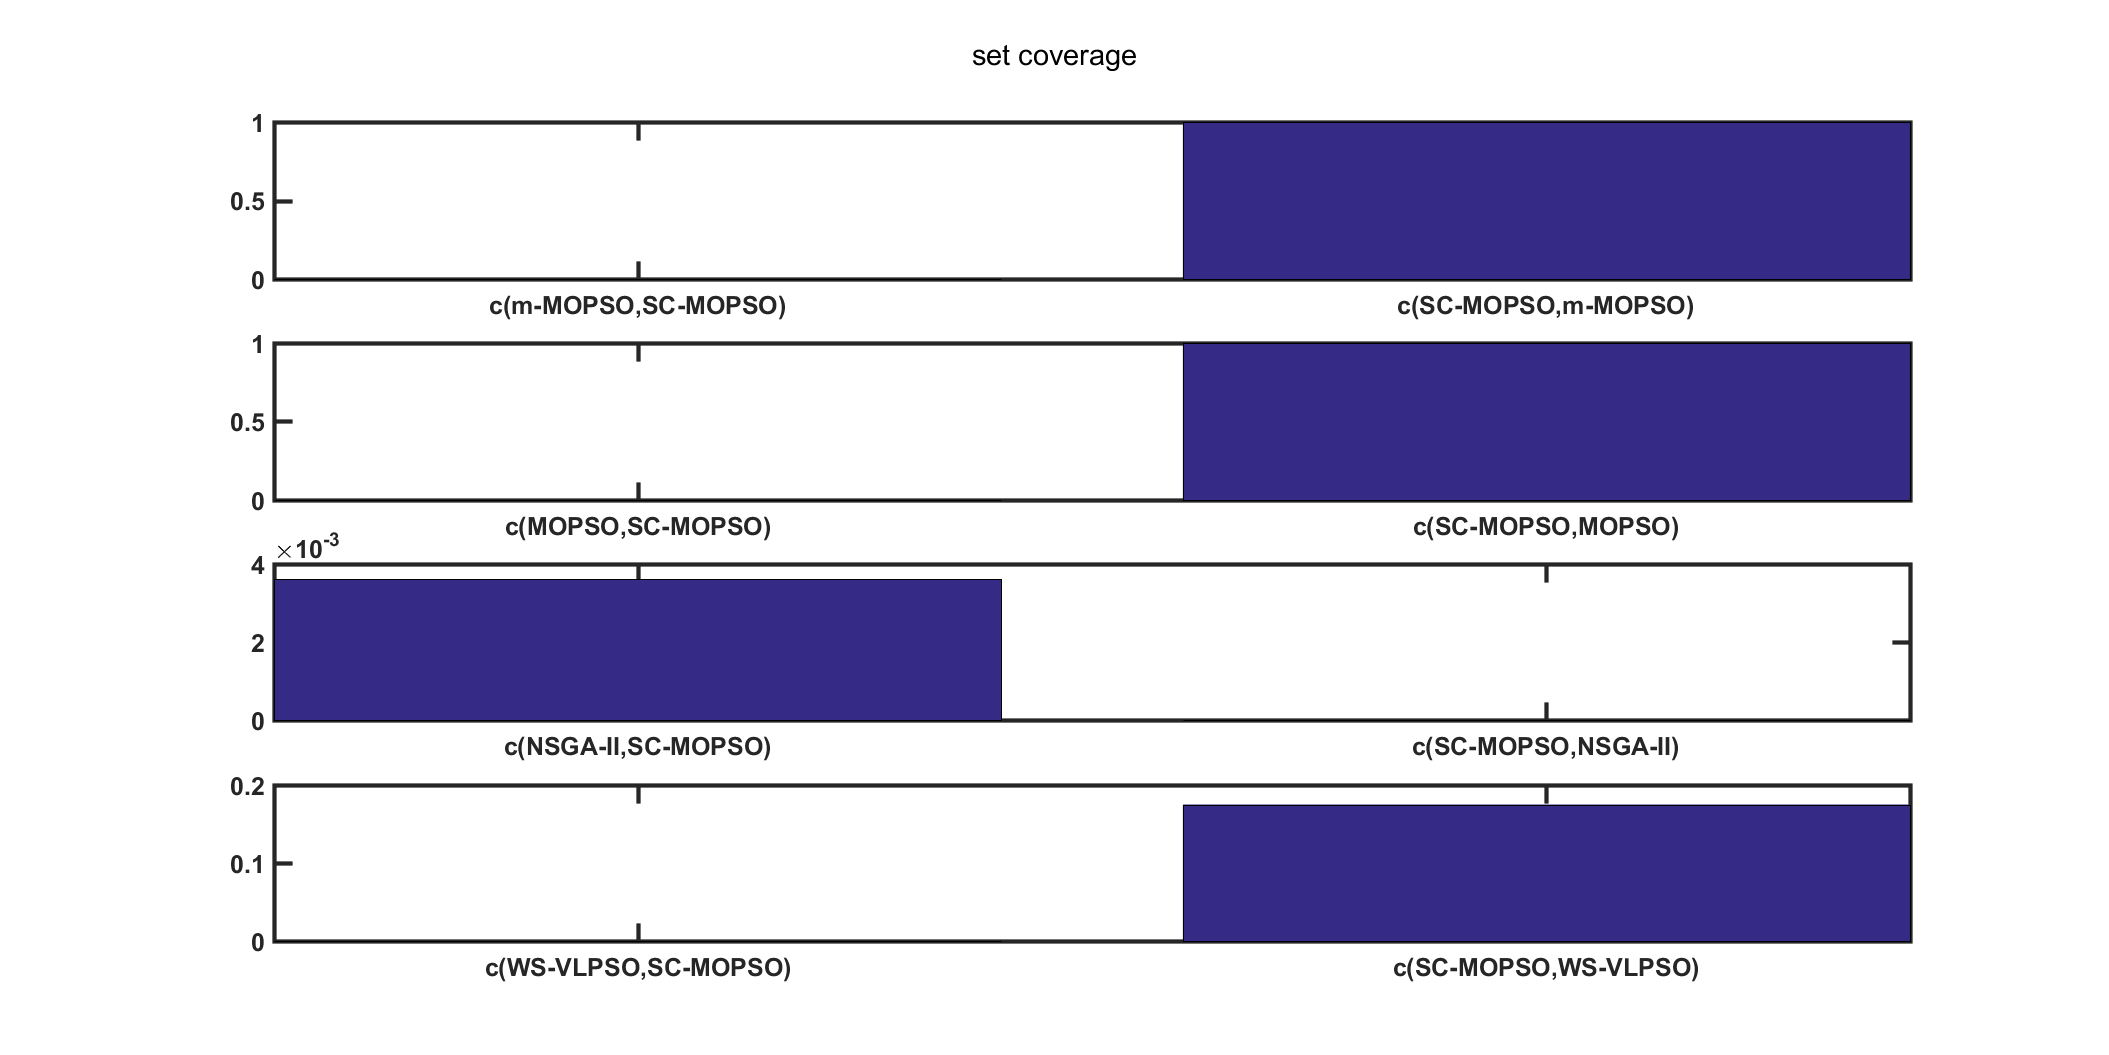 set coverage
1
0.5
0
c(m-MOPSO,SC-MOPSO) c(SC-MOPSO,m-MOPSO)
1
0.5
0
c(MOPSO,SC-MOPSO) c(SC-MOPSO,MOPSO)
×10⁻³
4
2
0
c(NSGA-II,SC-MOPSO) c(SC-MOPSO,NSGA-II)
0.2
0.1
0
c(WS-VLPSO,SC-MOPSO) c(SC-MOPSO,WS-VLPSO)